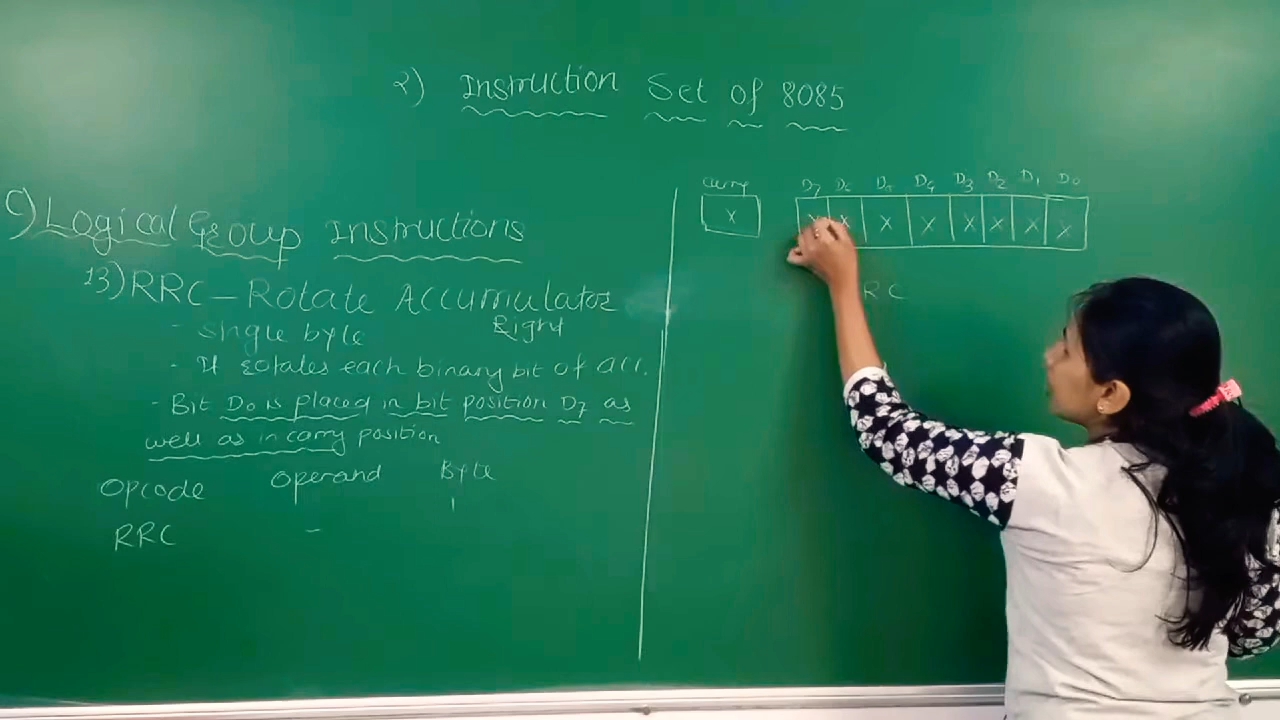 2) Instruction Set of 8085
C) Logical Group Instructions
13) RRC - Rotate Accumulator
Right
- Single byte
- It rotates each binary bit of acc.
- Bit D0 is placed in bit position D7 as
well as in carry position
Opcode Operand Byte
RRC - 1
Carry D7 D6 D5 D4 D3 D2 D1 D0
X X X X X X X X X
RC